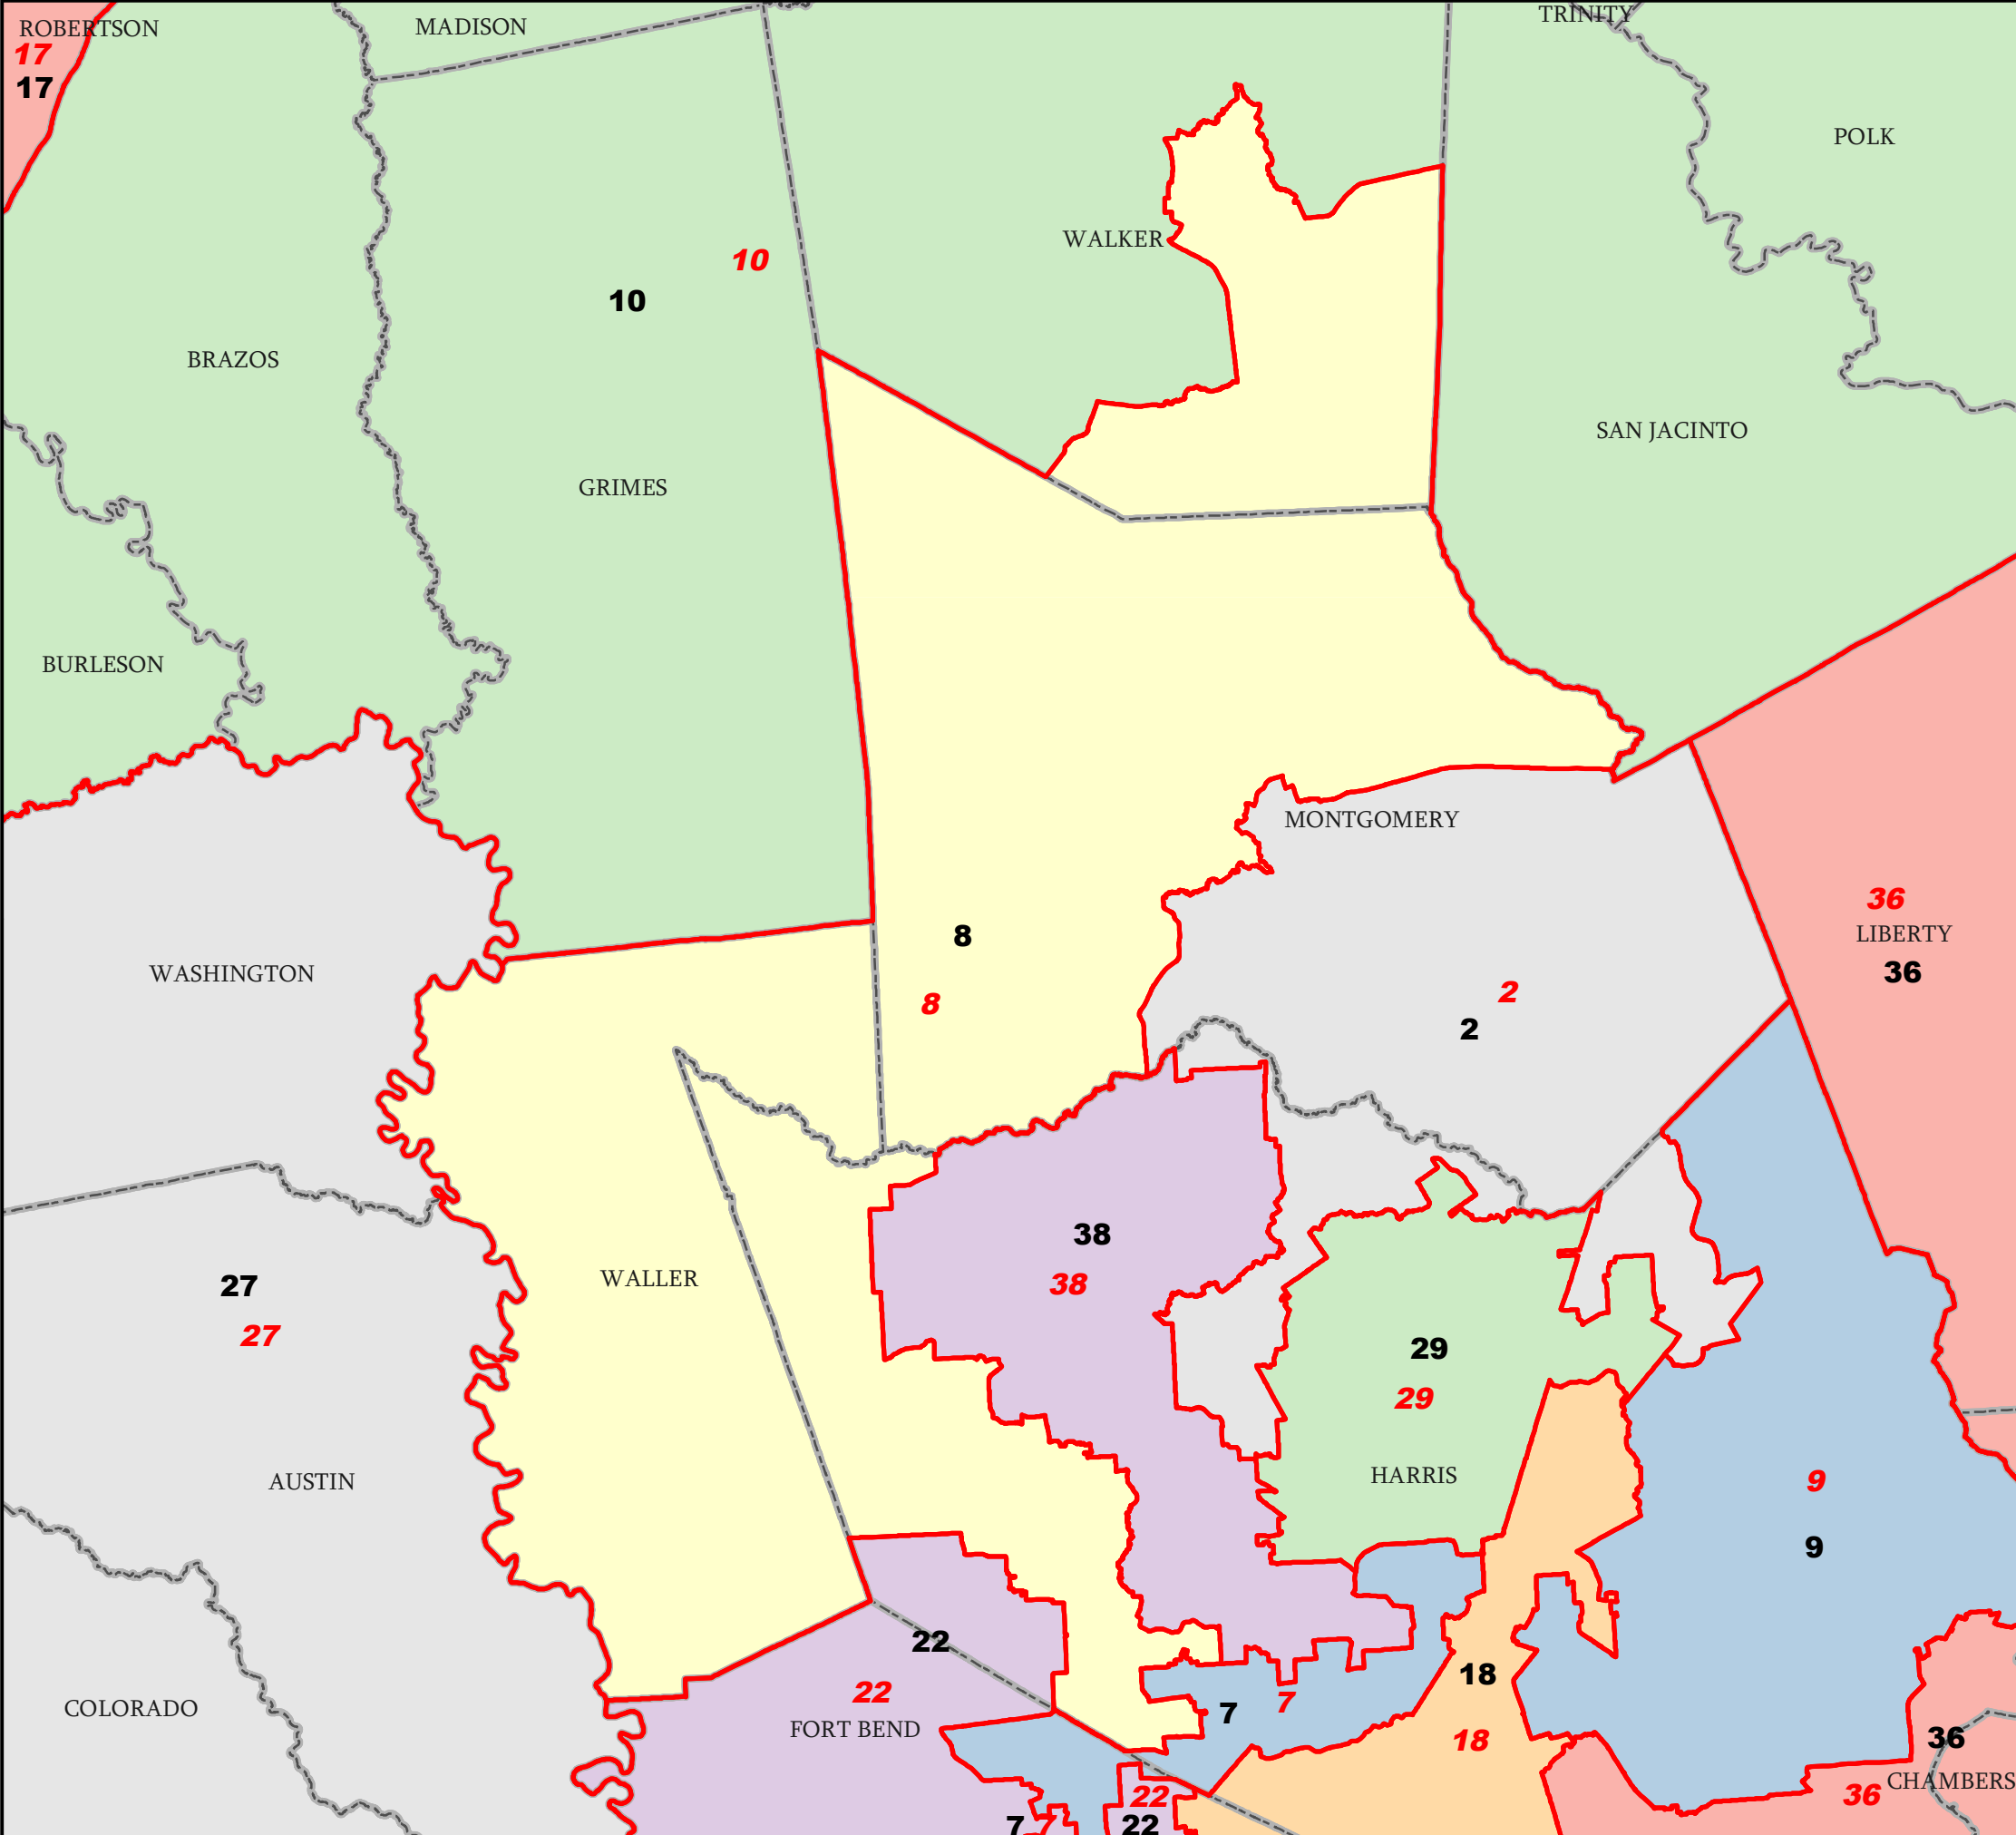 ROBERTSON
17
17
MADISON
TRINITY
POLK
WALKER
10
10
BRAZOS
SAN JACINTO
GRIMES
BURLESON
MONTGOMERY
36
LIBERTY
36
8
8
2
2
WASHINGTON
38
38
WALLER
27
27
29
29
HARRIS
AUSTIN
9
9
22
22
FORT BEND
COLORADO
18
18
7
7
36
36
CHAMBERS
22
22
7
7